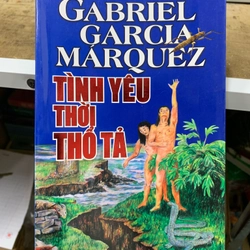 GABRIEL
GARCIA
MÁRQUEZ
TÌNH YÊU
THỜI
THỔ TẢ